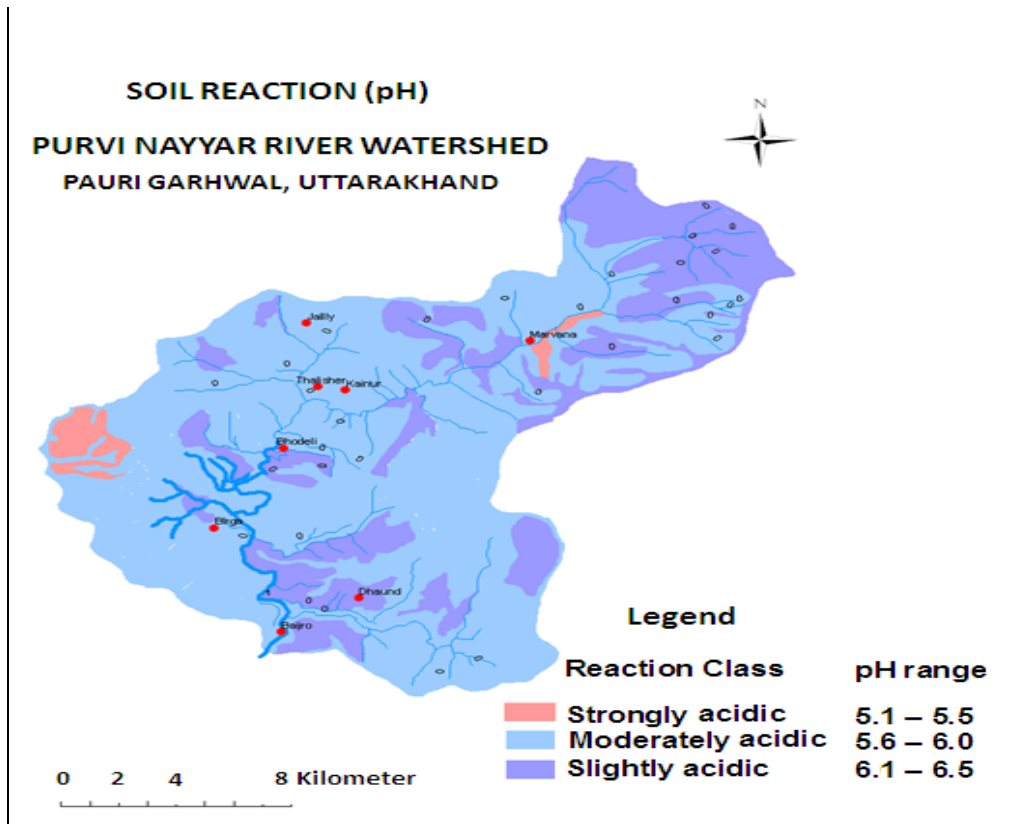 SOIL REACTION (pH)
N
PURVI NAYYAR RIVER WATERSHED
PAURI GARHWAL, UTTARAKHAND
Jailly
Marvana
Thalisher Kainur
Bhodeli
Birga
Dhaund
Baijro
Legend
Reaction Class pH range
Strongly acidic 5.1 – 5.5
Moderately acidic 5.6 – 6.0
Slightly acidic 6.1 – 6.5
0 2 4 8 Kilometer